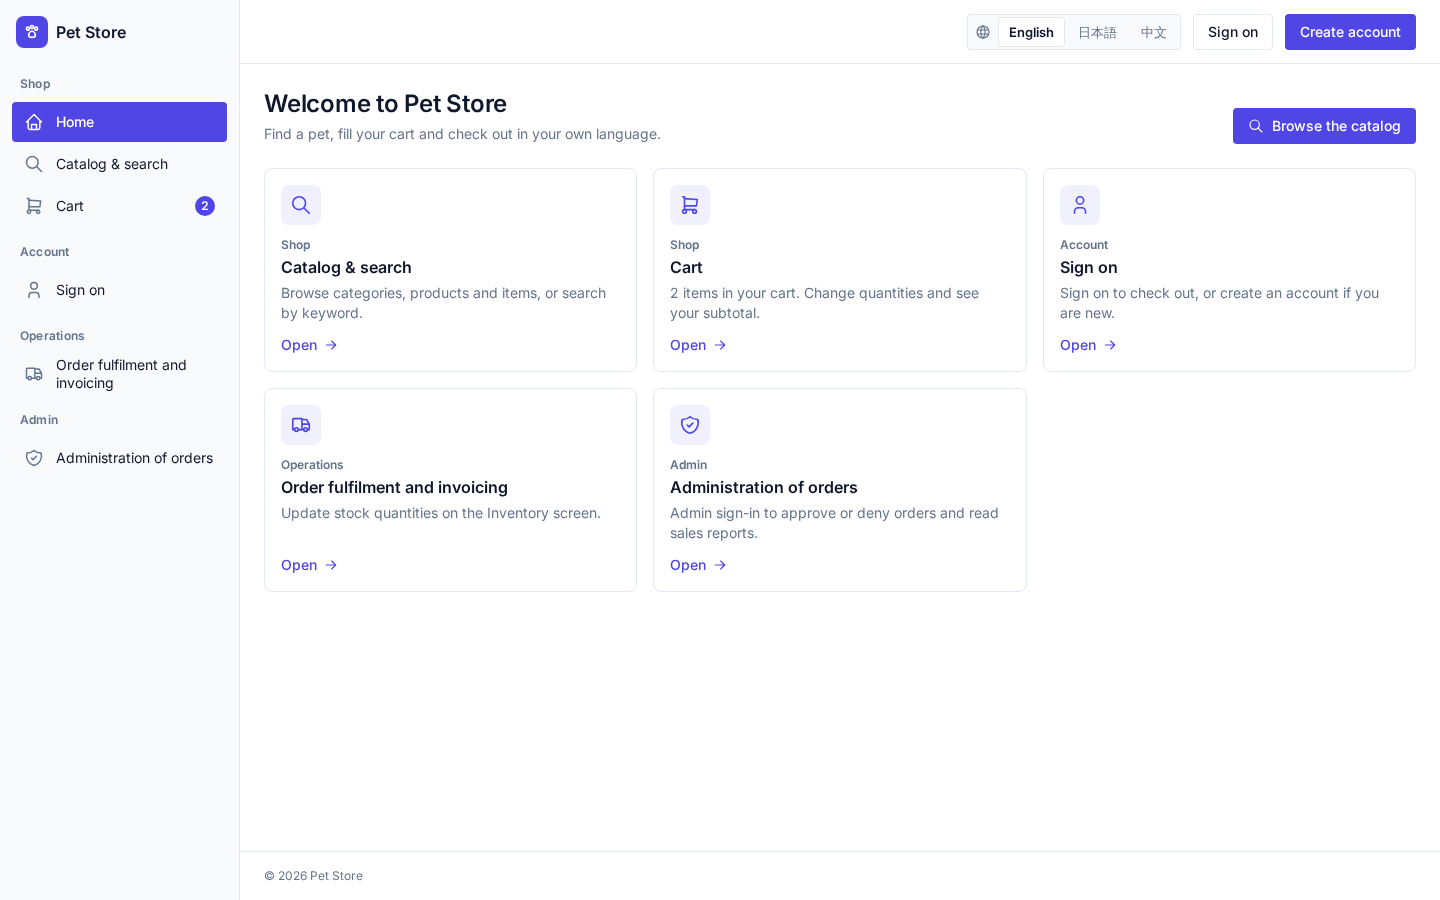 Pet Store
Shop
Home
Catalog & search
Cart
2
Account
Sign on
Operations
Order fulfilment and
invoicing
Admin
Administration of orders
English
日本語
中文
Sign on
Create account
Welcome to Pet Store
Find a pet, fill your cart and check out in your own language.
Browse the catalog
Shop
Catalog & search
Browse categories, products and items, or search
by keyword.
Open
Shop
Cart
2 items in your cart. Change quantities and see
your subtotal.
Open
Account
Sign on
Sign on to check out, or create an account if you
are new.
Open
Operations
Order fulfilment and invoicing
Update stock quantities on the Inventory screen.
Open
Admin
Administration of orders
Admin sign-in to approve or deny orders and read
sales reports.
Open
© 2026 Pet Store